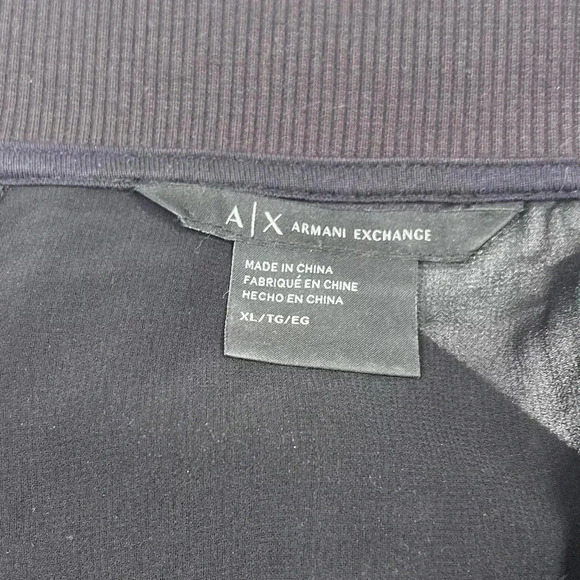 A|X ARMANI EXCHANGE
MADE IN CHINA
FABRIQUÉ EN CHINE
HECHO EN CHINA
XL/TG/EG